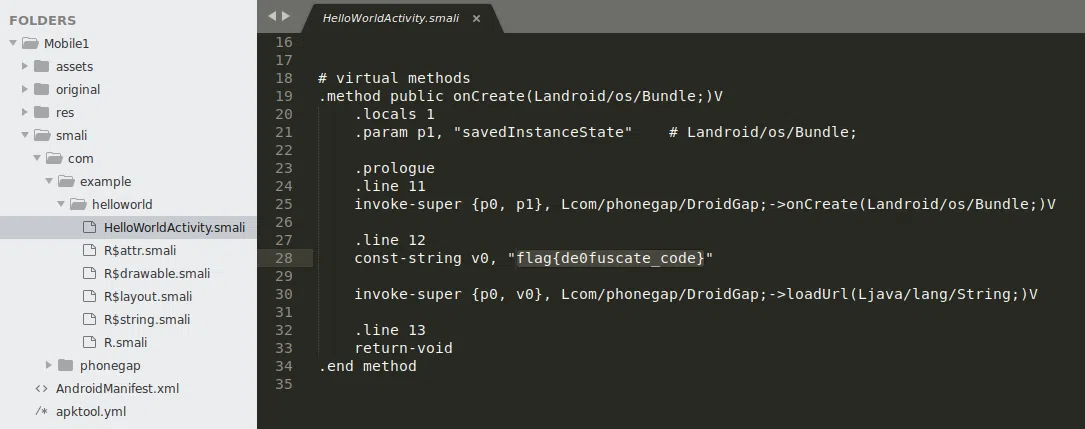 FOLDERS
Mobile1
assets
original
res
smali
com
example
helloworld
HelloWorldActivity.smali
R$attr.smali
R$drawable.smali
R$layout.smali
R$string.smali
R.smali
phonegap
<> AndroidManifest.xml
/* apktool.yml
HelloWorldActivity.smali ×
16
17
18 # virtual methods
19 .method public onCreate(Landroid/os/Bundle;)V
20 .locals 1
21 .param p1, "savedInstanceState" # Landroid/os/Bundle;
22
23 .prologue
24 .line 11
25 invoke-super {p0, p1}, Lcom/phonegap/DroidGap;->onCreate(Landroid/os/Bundle;)V
26
27 .line 12
28 const-string v0, "flag{de0fuscate_code}"
29
30 invoke-super {p0, v0}, Lcom/phonegap/DroidGap;->loadUrl(Ljava/lang/String;)V
31
32 .line 13
33 return-void
34 .end method
35